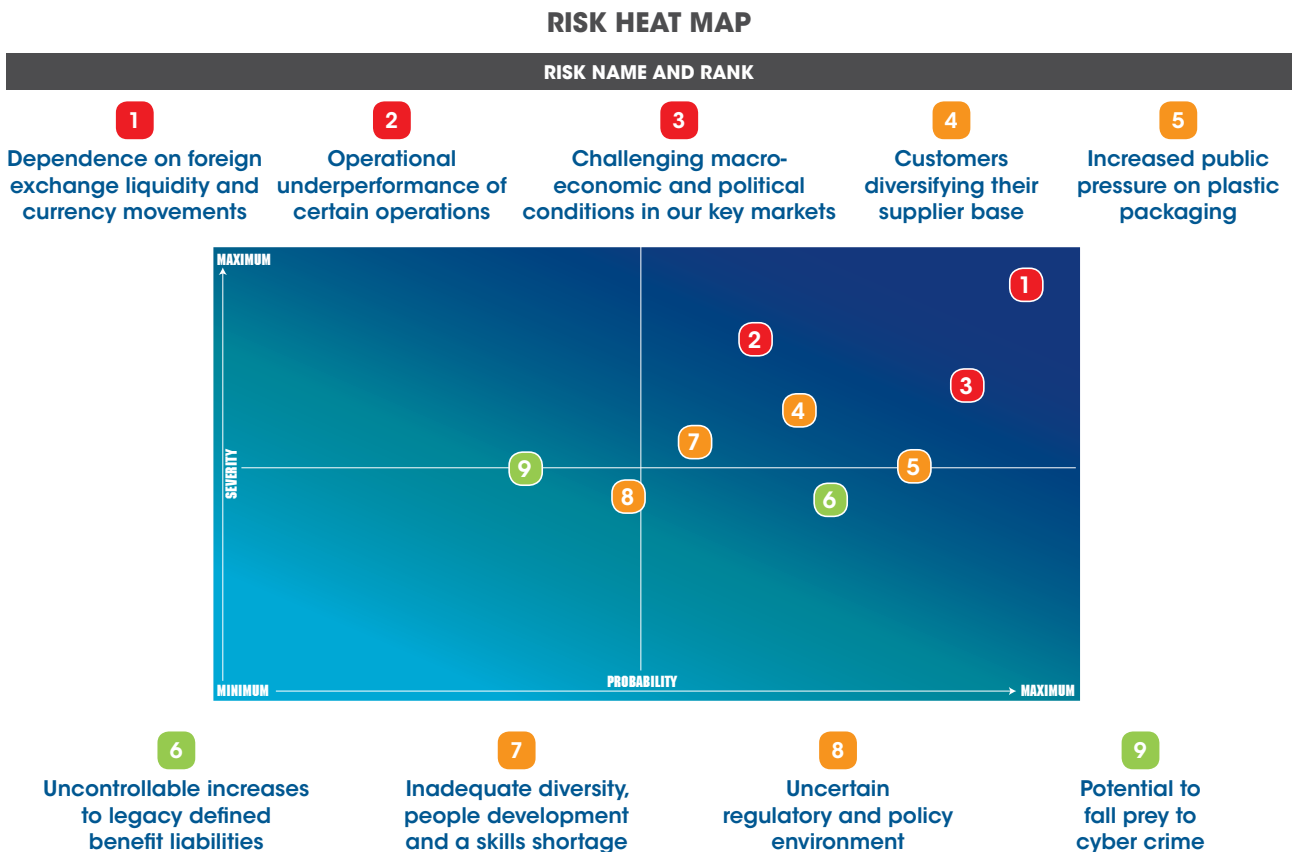 RISK HEAT MAP
RISK NAME AND RANK
1
Dependence on foreign
exchange liquidity and
currency movements
2
Operational
underperformance of
certain operations
3
Challenging macro-
economic and political
conditions in our key markets
4
Customers
diversifying their
supplier base
5
Increased public
pressure on plastic
packaging
MAXIMUM
1
2
3
4
7
SEVERITY
9
5
8
6
PROBABILITY
MINIMUM
MAXIMUM
6
Uncontrollable increases
to legacy defined
benefit liabilities
7
Inadequate diversity,
people development
and a skills shortage
8
Uncertain
regulatory and policy
environment
9
Potential to
fall prey to
cyber crime